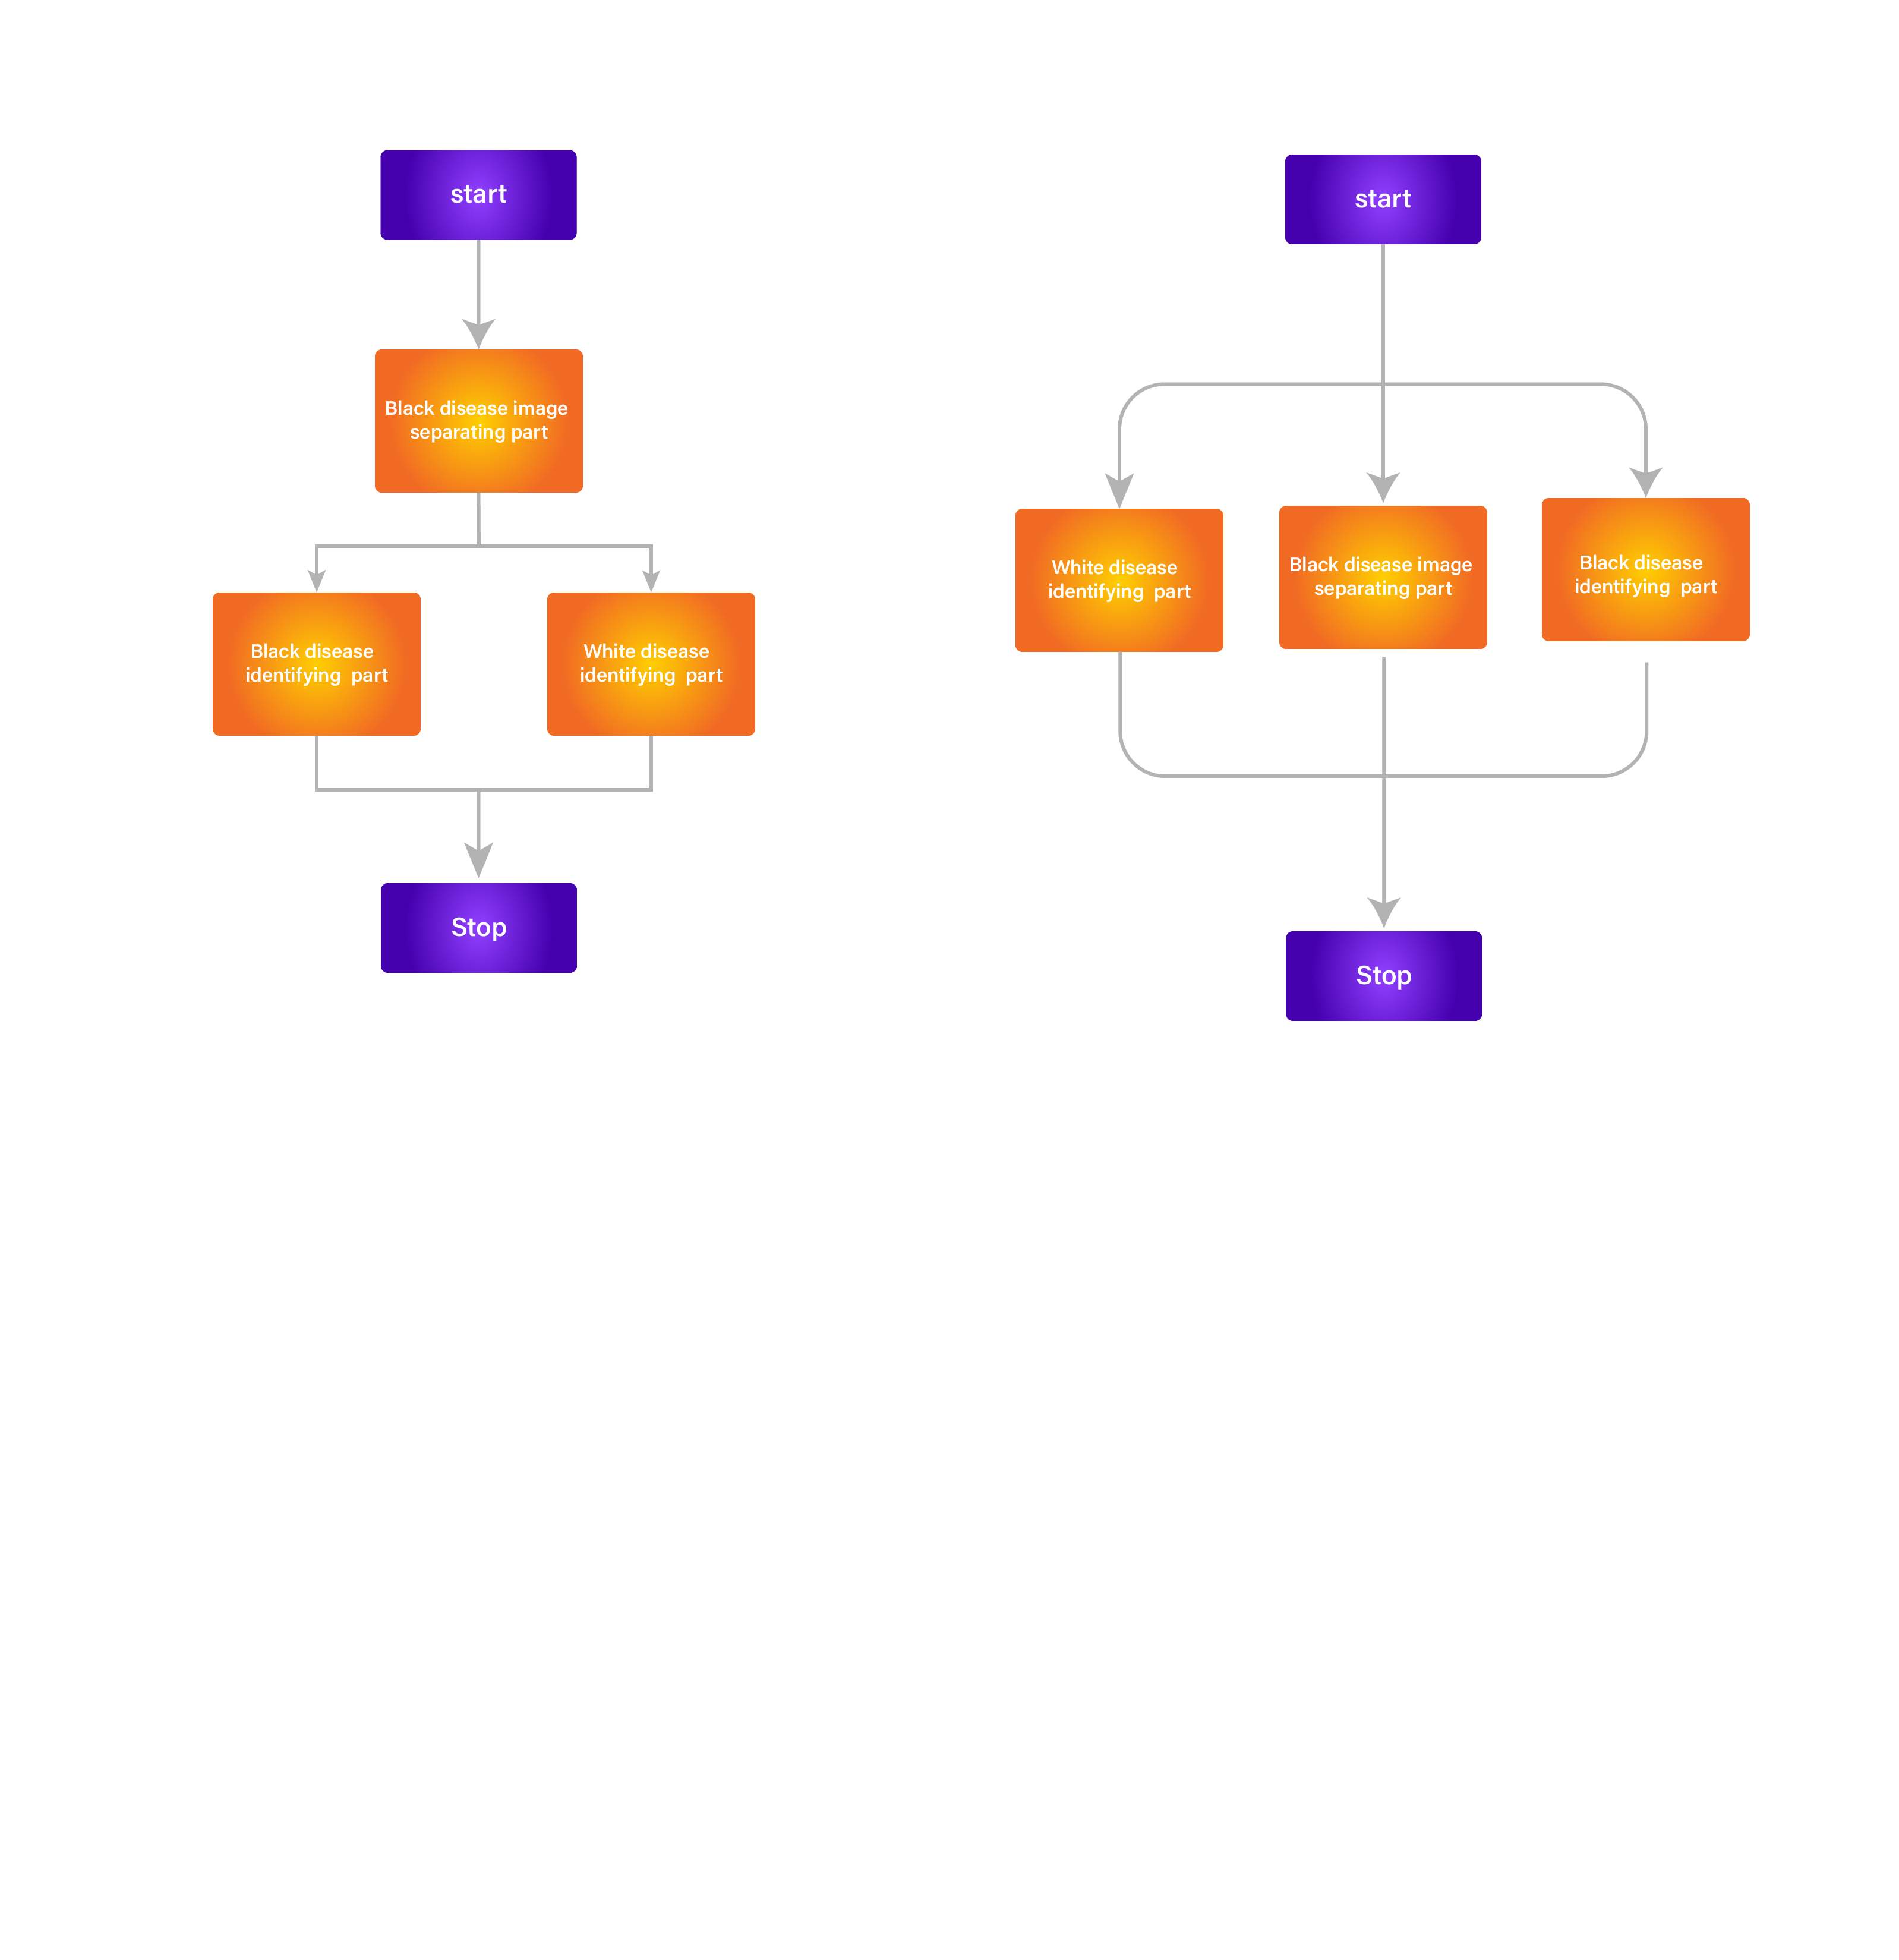 start
Black disease image
separating part
Black disease
identifying  part
White disease
identifying  part
Stop
start
White disease
identifying  part
Black disease image
separating part
Black disease
identifying  part
Stop